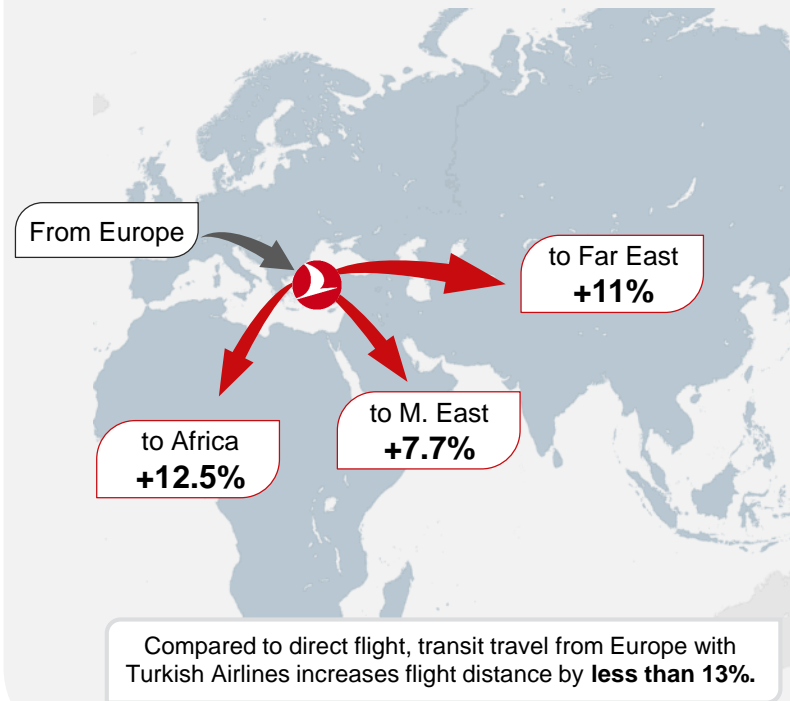 From Europe
to Far East
+11%
to M. East
+7.7%
to Africa
+12.5%
Compared to direct flight, transit travel from Europe with
Turkish Airlines increases flight distance by less than 13%.